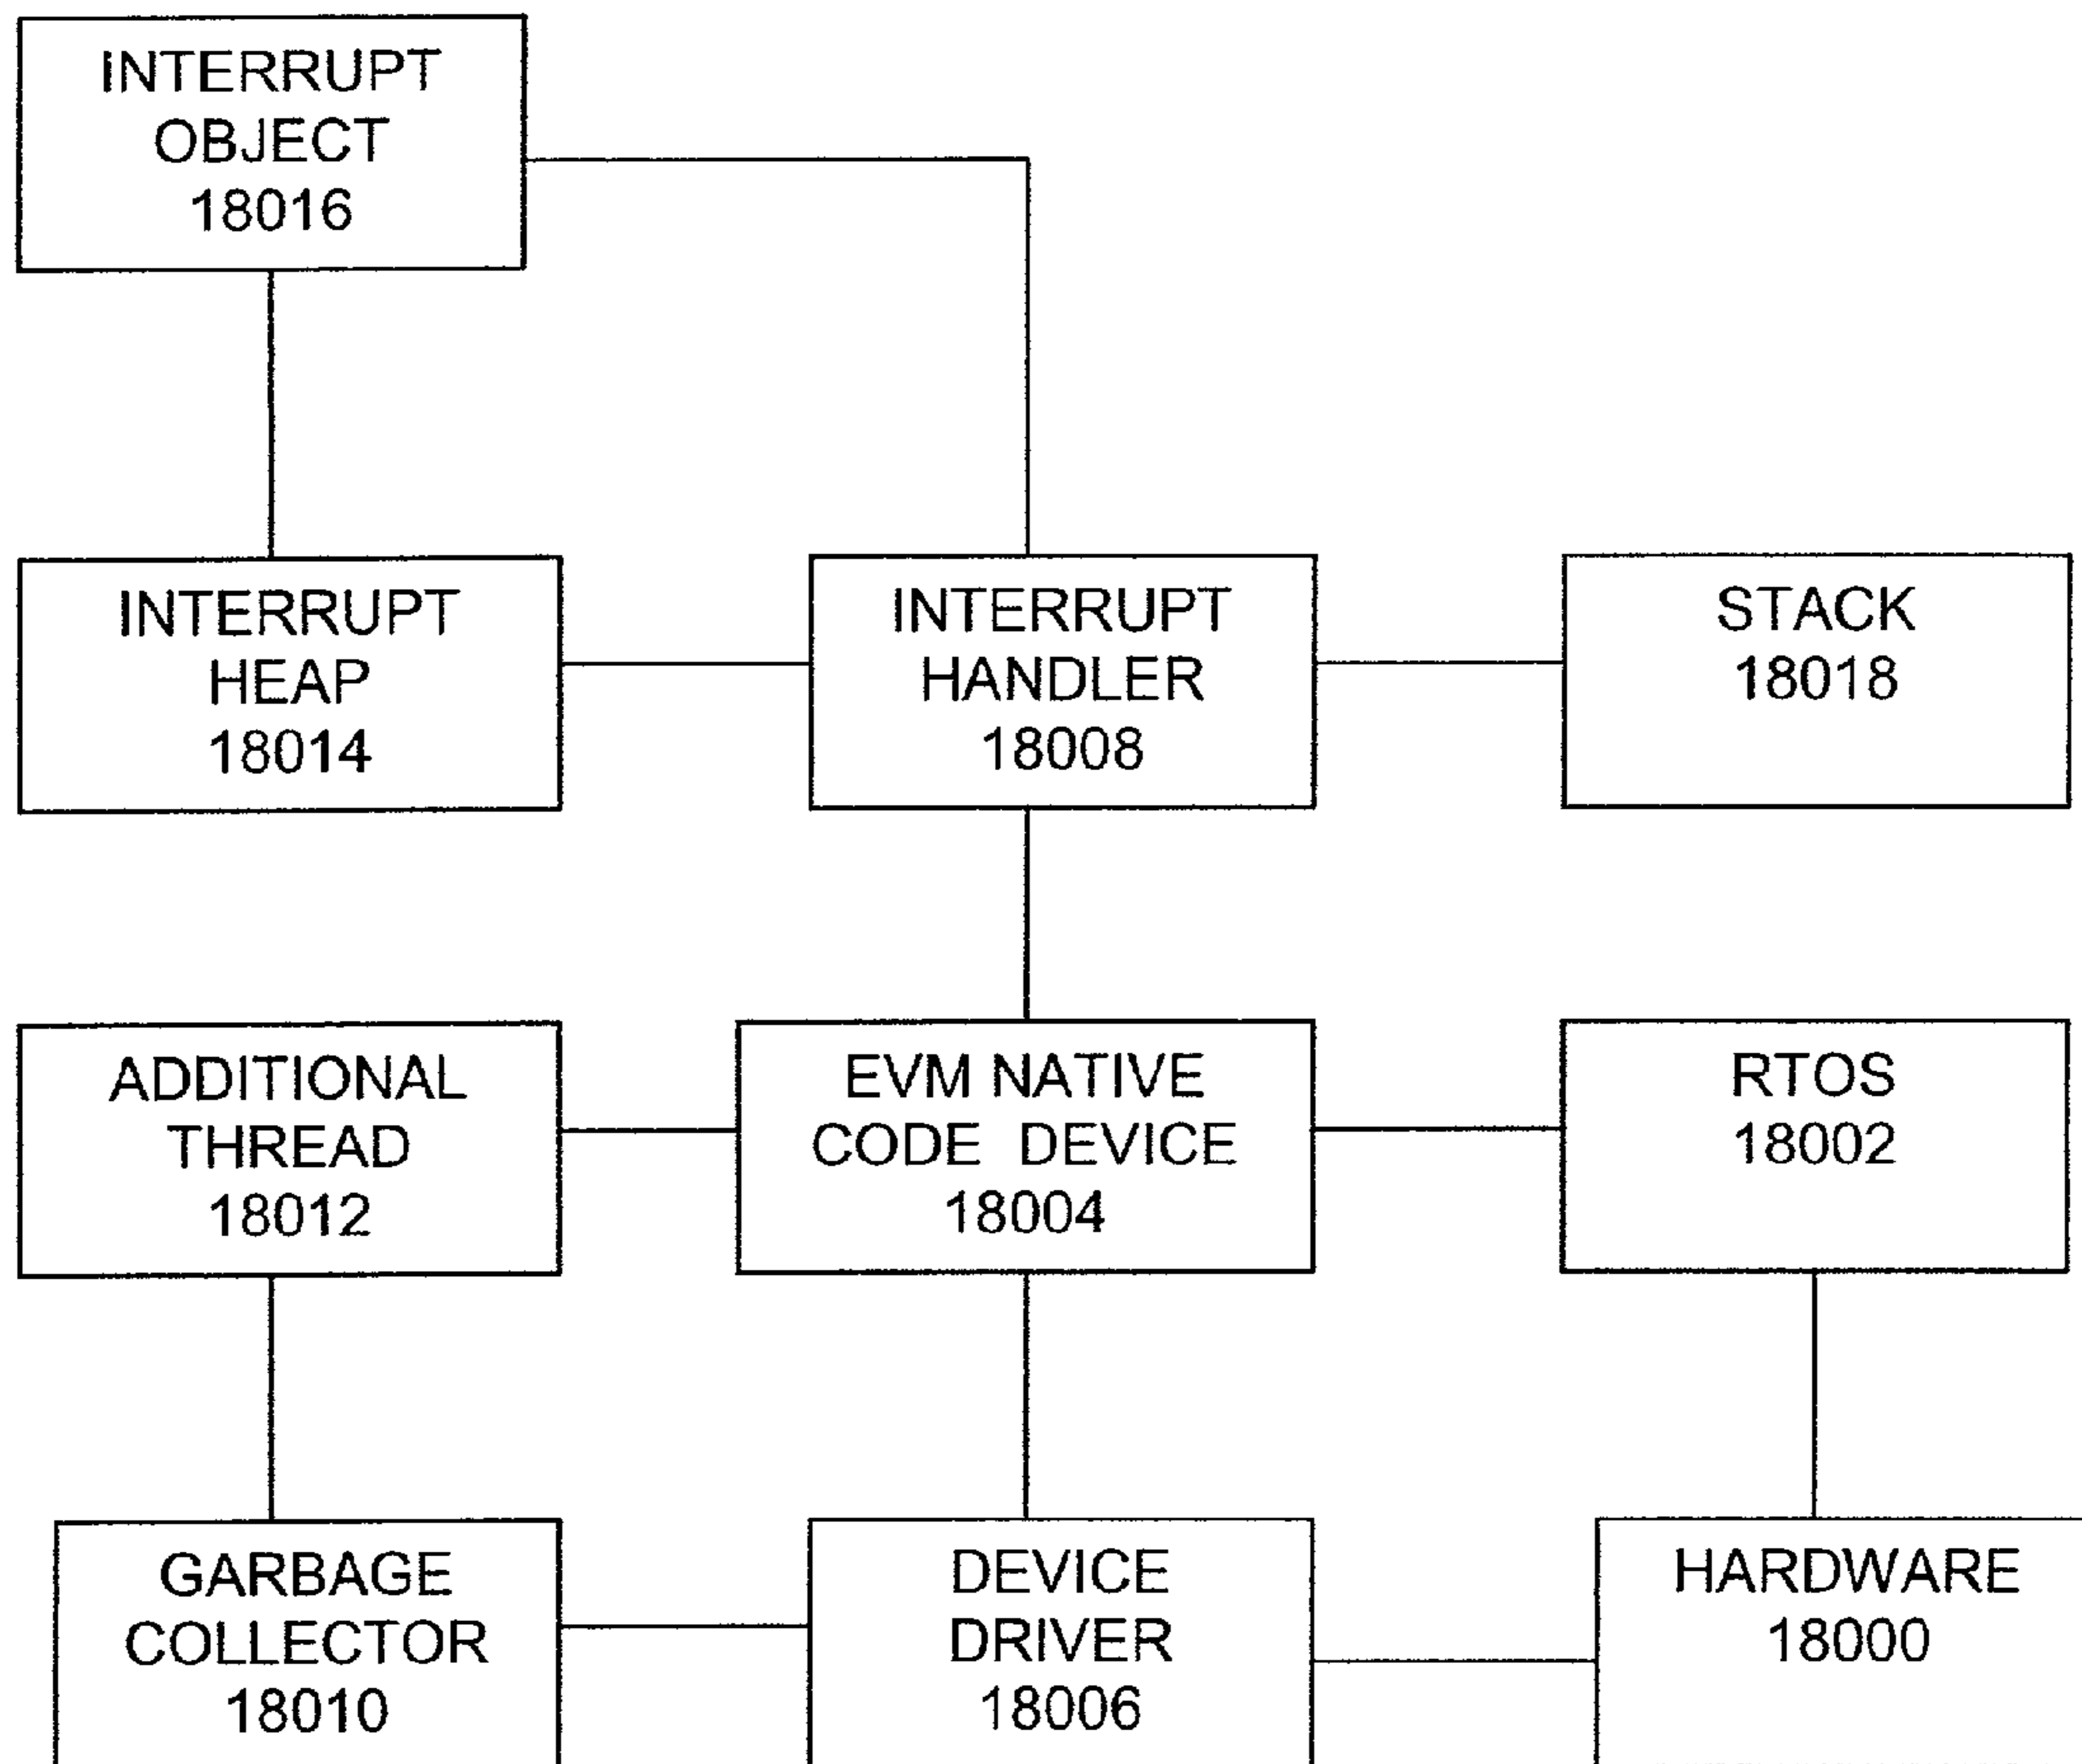 INTERRUPT
OBJECT
18016
INTERRUPT
HEAP
18014
INTERRUPT
HANDLER
18008
STACK
18018
ADDITIONAL
THREAD
18012
EVM NATIVE
CODE DEVICE
18004
RTOS
18002
GARBAGE
COLLECTOR
18010
DEVICE
DRIVER
18006
HARDWARE
18000